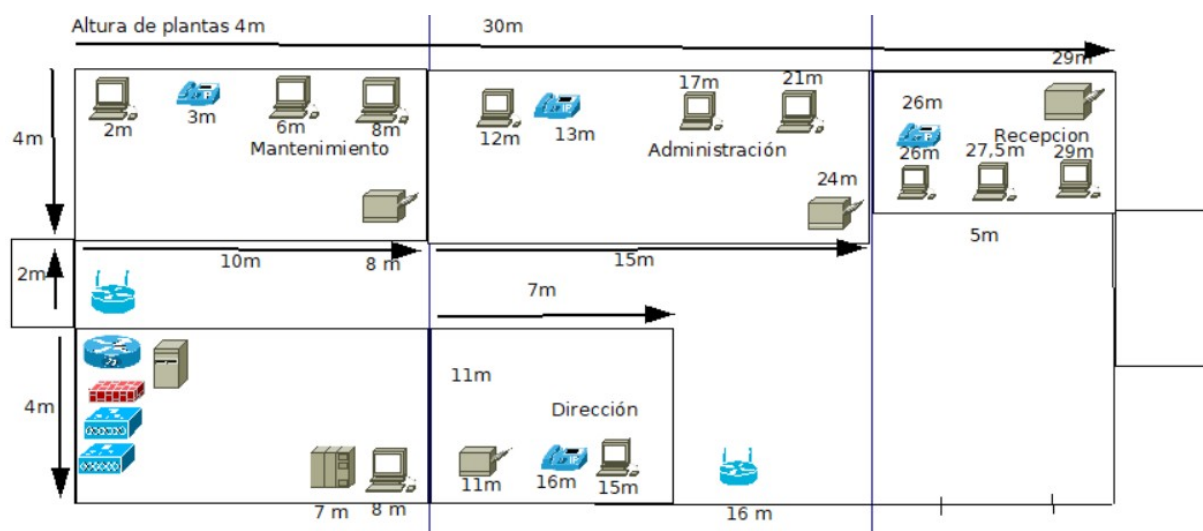 Altura de plantas 4m
30m
29m
17m
21m
26m
2m
3m
6m
8m
12m
13m
4m
Mantenimiento
Administración
Recepcion
26m
27,5m
29m
24m
5m
2m
10m
8 m
15m
7m
4m
11m
Dirección
11m
16m
15m
7 m
8 m
16 m